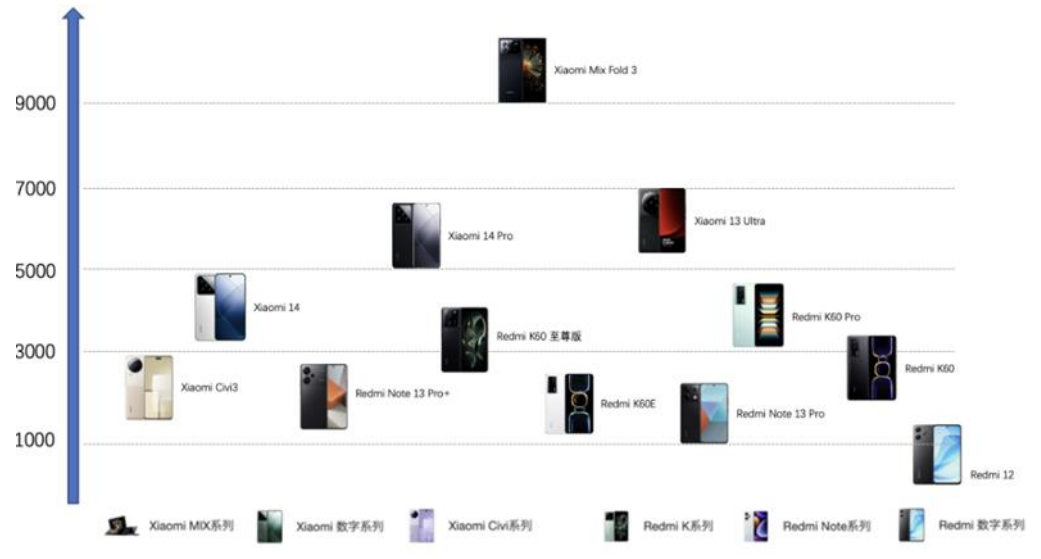 Xiaomi Mix Fold 3
9000
7000
Xiaomi 13 Ultra
Xiaomi 14 Pro
5000
Xiaomi 14
Redmi K60 Pro
Redmi K60 至尊版
3000
Redmi K60
Xiaomi Civi3
Redmi Note 13 Pro+
Redmi K60E
Redmi Note 13 Pro
1000
Redmi 12
Xiaomi MIX系列
Xiaomi 数字系列
Xiaomi Civi系列
Redmi K系列
Redmi Note系列
Redmi 数字系列